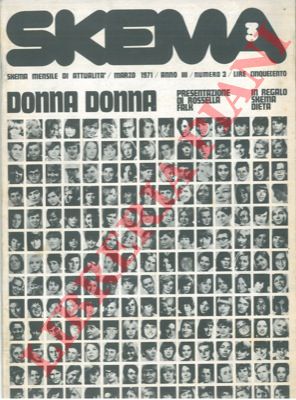 SKEMA
3
SKEMA MENSILE DI ATTUALITA' / MARZO 1971 / ANNO III / NUMERO 3 / LIRE CINQUECENTO
DONNA DONNA
PRESENTAZIONE
DI ROSSELLA
FALK
IN REGALO
SKEMA
DIETA